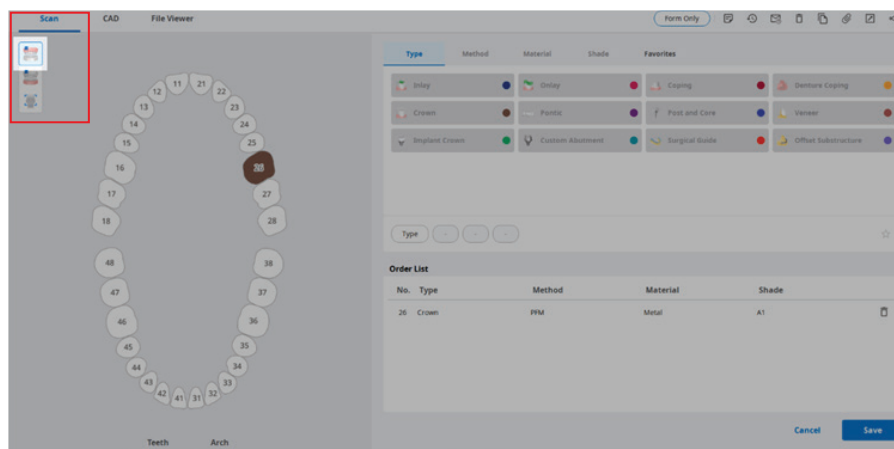 Scan CAD File Viewer Form Only
Type Method Material Shade Favorites
Inlay Onlay Coping Denture Coping
Crown Pontic Post and Core Veneer
Implant Crown Custom Abutment Surgical Guide Offset Substructure
Type - - -
Order List
No. Type Method Material Shade
26 Crown PFM Metal A1
Cancel Save
11 21
12 22
13 23
14 24
15 25
16 26
17 27
18 28
48 38
47 37
46 36
45 35
44 34
43 33
42 41 31 32
Teeth Arch